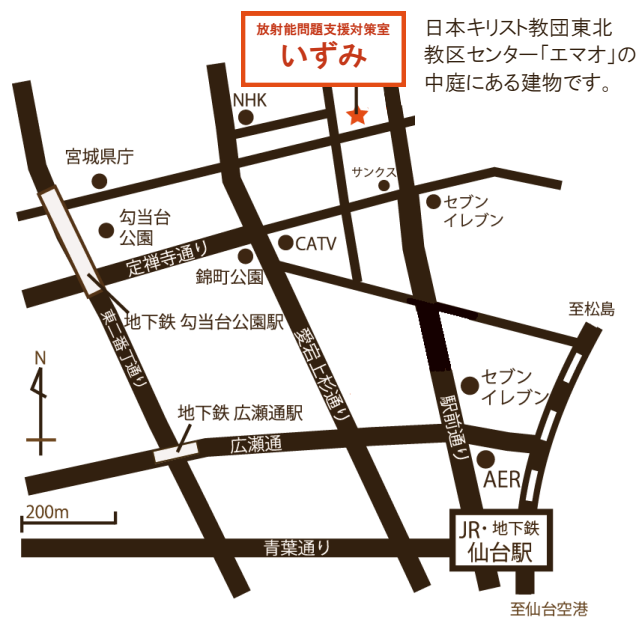 放射能問題支援対策室
いずみ
日本キリスト教団東北
教区センター「エマオ」の
中庭にある建物です。
NHK
宮城県庁
サンクス
勾当台
公園
セブン
イレブン
定禅寺通り
CATV
錦町公園
至松島
地下鉄 勾当台公園駅
東二番丁通り
愛宕上杉通り
N
セブン
イレブン
地下鉄 広瀬通駅
駅前通り
広瀬通
AER
200m
JR・地下鉄
仙台駅
青葉通り
至仙台空港